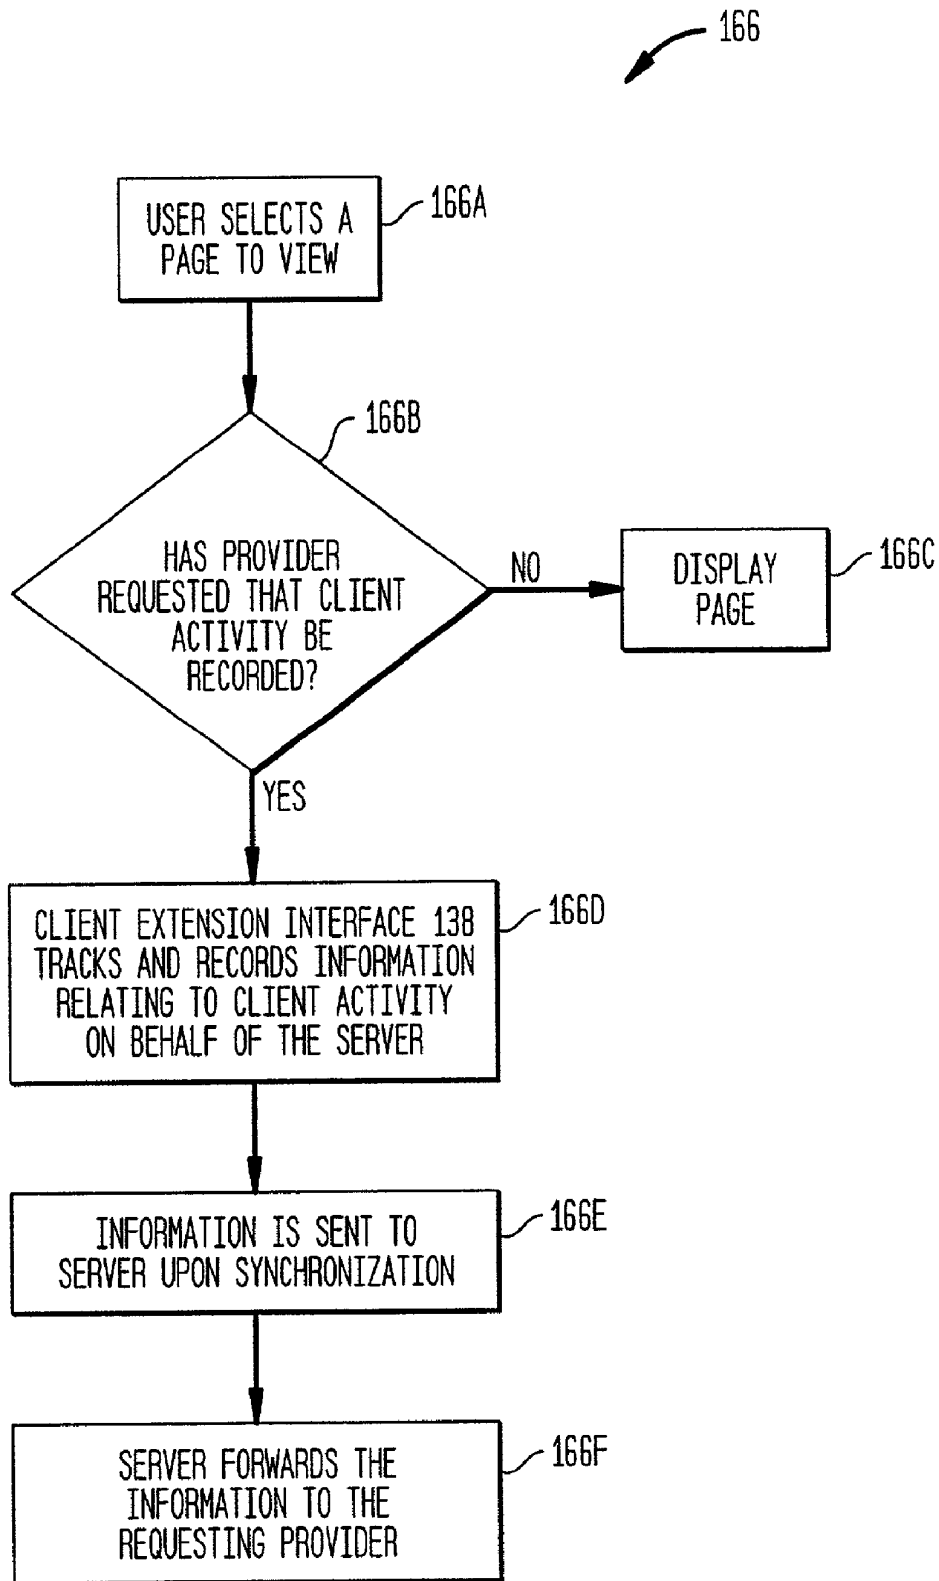 166
USER SELECTS A
PAGE TO VIEW
166A
166B
HAS PROVIDER
REQUESTED THAT CLIENT
ACTIVITY BE
RECORDED?
NO
DISPLAY
PAGE
166C
YES
CLIENT EXTENSION INTERFACE 138
TRACKS AND RECORDS INFORMATION
RELATING TO CLIENT ACTIVITY
ON BEHALF OF THE SERVER
166D
INFORMATION IS SENT TO
SERVER UPON SYNCHRONIZATION
166E
SERVER FORWARDS THE
INFORMATION TO THE
REQUESTING PROVIDER
166F